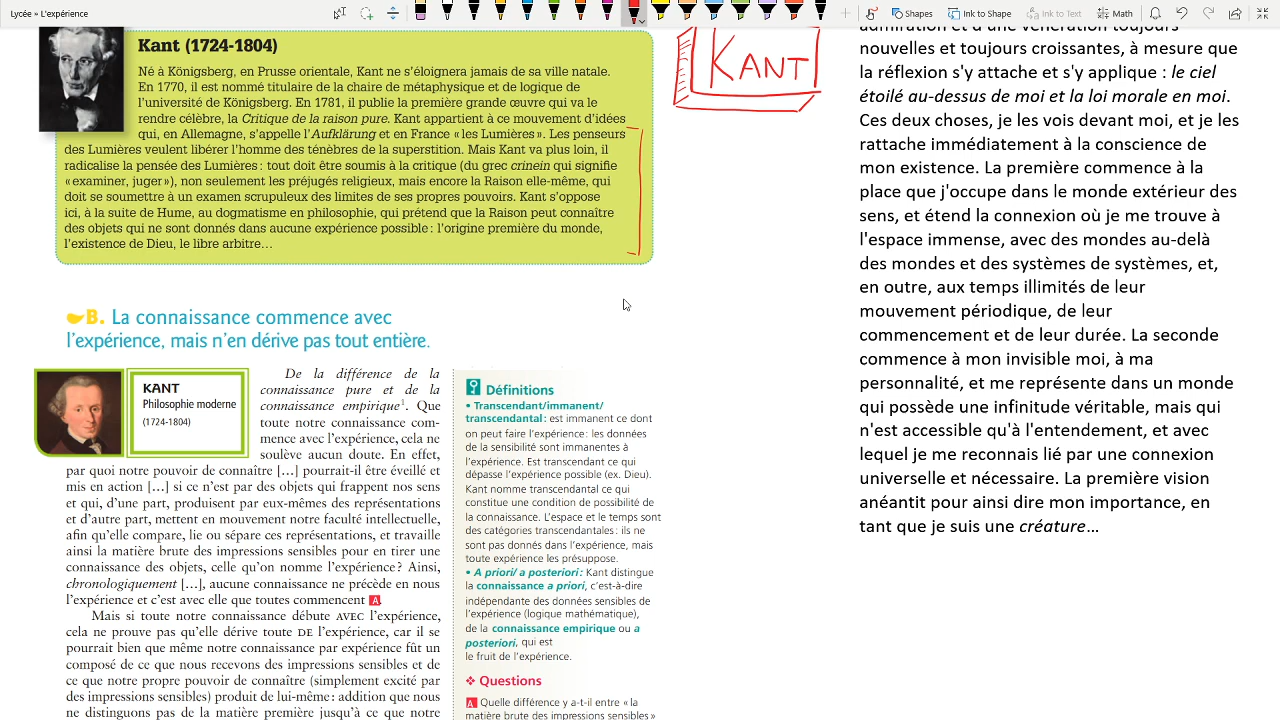 Lycée » L'expérience
Shapes
Ink to Shape
Ink to Text
Math
Kant (1724-1804)
Né à Königsberg, en Prusse orientale, Kant ne s'éloignera jamais de sa ville natale.
En 1770, il est nommé titulaire de la chaire de métaphysique et de logique de
l'université de Königsberg. En 1781, il publie la première grande œuvre qui va le
rendre célèbre, la Critique de la raison pure. Kant appartient à ce mouvement d'idées
qui, en Allemagne, s'appelle l'Aufklärung et en France « les Lumières ». Les penseurs
des Lumières veulent libérer l'homme des ténèbres de la superstition. Mais Kant va plus loin, il
radicalise la pensée des Lumières : tout doit être soumis à la critique (du grec crinein qui signifie
« examiner, juger »), non seulement les préjugés religieux, mais encore la Raison elle-même, qui
doit se soumettre à un examen scrupuleux des limites de ses propres pouvoirs. Kant s'oppose
ici, à la suite de Hume, au dogmatisme en philosophie, qui prétend que la Raison peut connaître
des objets qui ne sont donnés dans aucune expérience possible : l'origine première du monde,
l'existence de Dieu, le libre arbitre…
KANT
B. La connaissance commence avec
l'expérience, mais n'en dérive pas tout entière.
KANT
Philosophie moderne
(1724-1804)
De la différence de la
connaissance pure et de la
connaissance empirique1. Que
toute notre connaissance com-
mence avec l'expérience, cela ne
soulève aucun doute. En effet,
par quoi notre pouvoir de connaître […] pourrait-il être éveillé et
mis en action […] si ce n'est par des objets qui frappent nos sens
et qui, d'une part, produisent par eux-mêmes des représentations
et d'autre part, mettent en mouvement notre faculté intellectuelle,
afin qu'elle compare, lie ou sépare ces représentations, et travaille
ainsi la matière brute des impressions sensibles pour en tirer une
connaissance des objets, celle qu'on nomme l'expérience ? Ainsi,
chronologiquement […], aucune connaissance ne précède en nous
l'expérience et c'est avec elle que toutes commencent A.
Mais si toute notre connaissance débute AVEC l'expérience,
cela ne prouve pas qu'elle dérive toute DE l'expérience, car il se
pourrait bien que même notre connaissance par expérience fût un
composé de ce que nous recevons des impressions sensibles et de
ce que notre propre pouvoir de connaître (simplement excité par
des impressions sensibles) produit de lui-même : addition que nous
ne distinguons pas de la matière première jusqu'à ce que notre
Définitions
• Transcendant/immanent/
transcendantal : est immanent ce dont
on peut faire l'expérience : les données
de la sensibilité sont immanentes à
l'expérience. Est transcendant ce qui
dépasse l'expérience possible (ex. Dieu).
Kant nomme transcendantal ce qui
constitue une condition de possibilité de
la connaissance. L'espace et le temps sont
des catégories transcendantales : ils ne
sont pas donnés dans l'expérience, mais
toute expérience les présuppose.
• A priori/ a posteriori : Kant distingue
la connaissance a priori, c'est-à-dire
indépendante des données sensibles de
l'expérience (logique mathématique),
de la connaissance empirique ou a
posteriori, qui est
le fruit de l'expérience.
❖ Questions
A Quelle différence y a-t-il entre « la
matière brute des impressions sensibles »
admiration et d'une vénération toujours
nouvelles et toujours croissantes, à mesure que
la réflexion s'y attache et s'y applique : le ciel
étoilé au-dessus de moi et la loi morale en moi.
Ces deux choses, je les vois devant moi, et je les
rattache immédiatement à la conscience de
mon existence. La première commence à la
place que j'occupe dans le monde extérieur des
sens, et étend la connexion où je me trouve à
l'espace immense, avec des mondes au-delà
des mondes et des systèmes de systèmes, et,
en outre, aux temps illimités de leur
mouvement périodique, de leur
commencement et de leur durée. La seconde
commence à mon invisible moi, à ma
personnalité, et me représente dans un monde
qui possède une infinitude véritable, mais qui
n'est accessible qu'à l'entendement, et avec
lequel je me reconnais lié par une connexion
universelle et nécessaire. La première vision
anéantit pour ainsi dire mon importance, en
tant que je suis une créature…